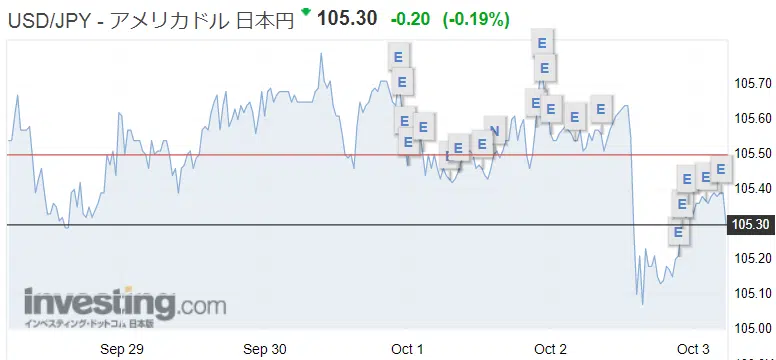 USD/JPY - アメリカドル 日本円 105.30 -0.20 (-0.19%)
E
E
E
E
E
E
E
E
N
E
E
E
E
E
E
E
E
E
E
E
105.70
105.60
105.50
105.40
105.30
105.20
105.10
105.00
Investing.com
インベスティング・ドットコム 日本版
Sep 29
Sep 30
Oct 1
Oct 2
Oct 3